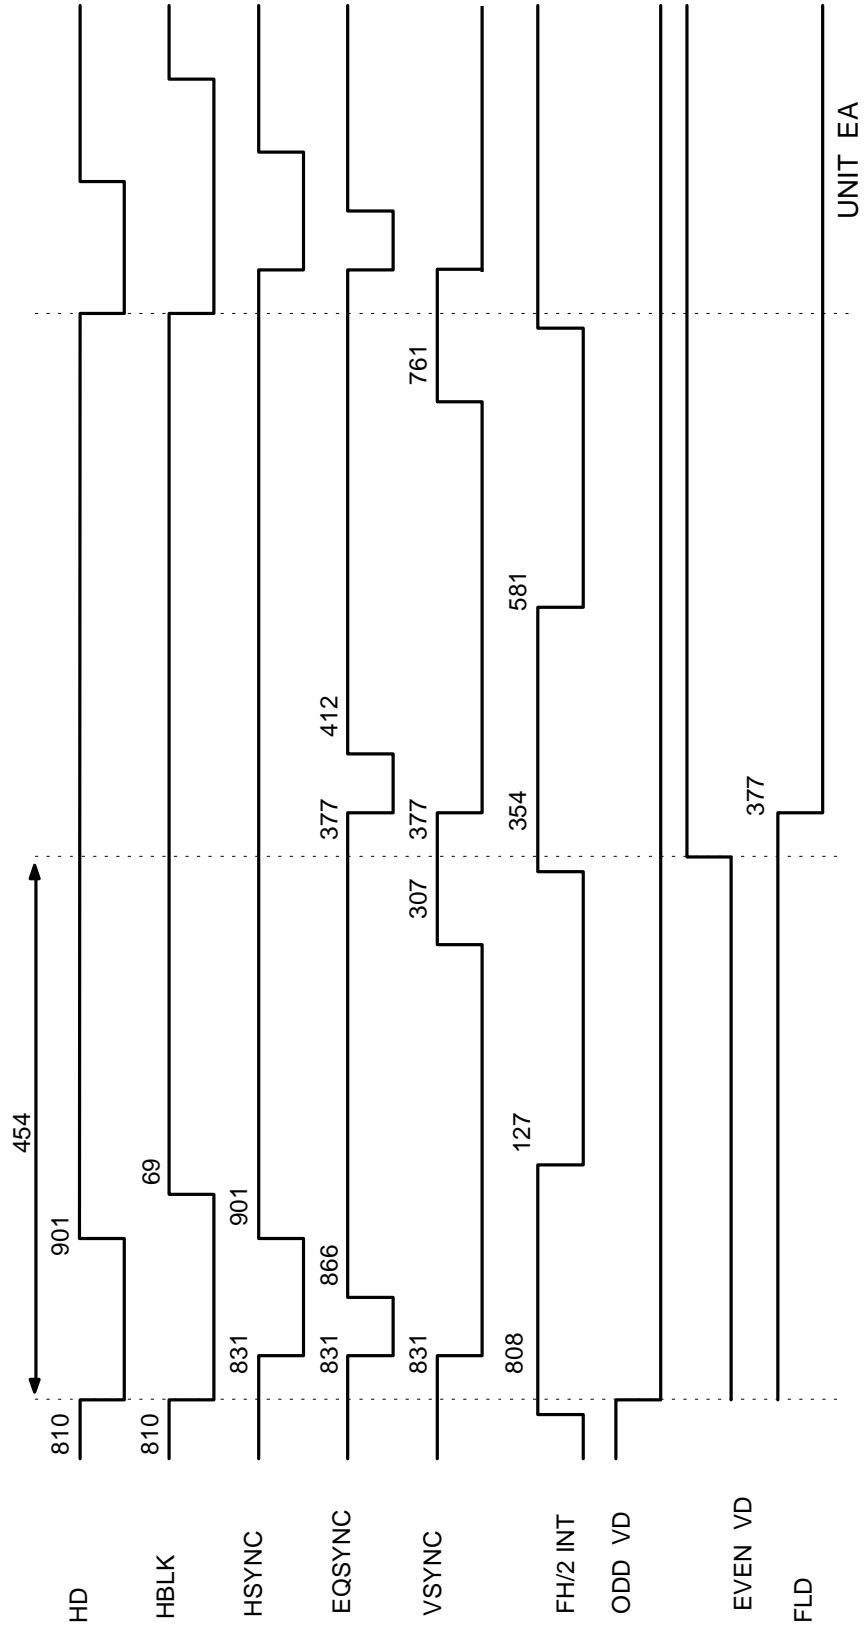 454
HD
810
901
HBLK
810
69
HSYNC
831
901
EQSYNC
831
866
377
412
VSYNC
831
307
377
761
FH/2 INT
808
127
354
581
ODD VD
EVEN VD
FLD
377
UNIT EA